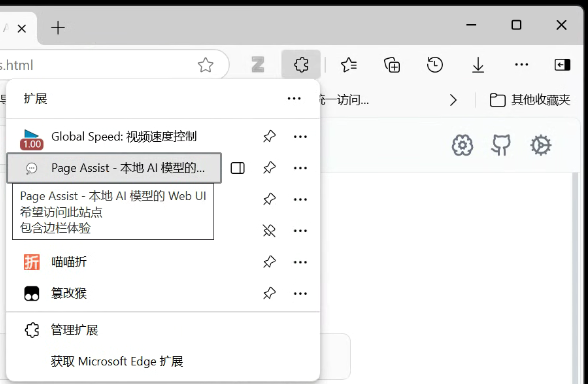 s.html
统一访问...
其他收藏夹
扩展
Global Speed: 视频速度控制
1.00
Page Assist - 本地 AI 模型的...
Page Assist - 本地 AI 模型的 Web UI
希望访问此站点
包含边栏体验
折
喵喵折
篡改猴
管理扩展
获取 Microsoft Edge 扩展